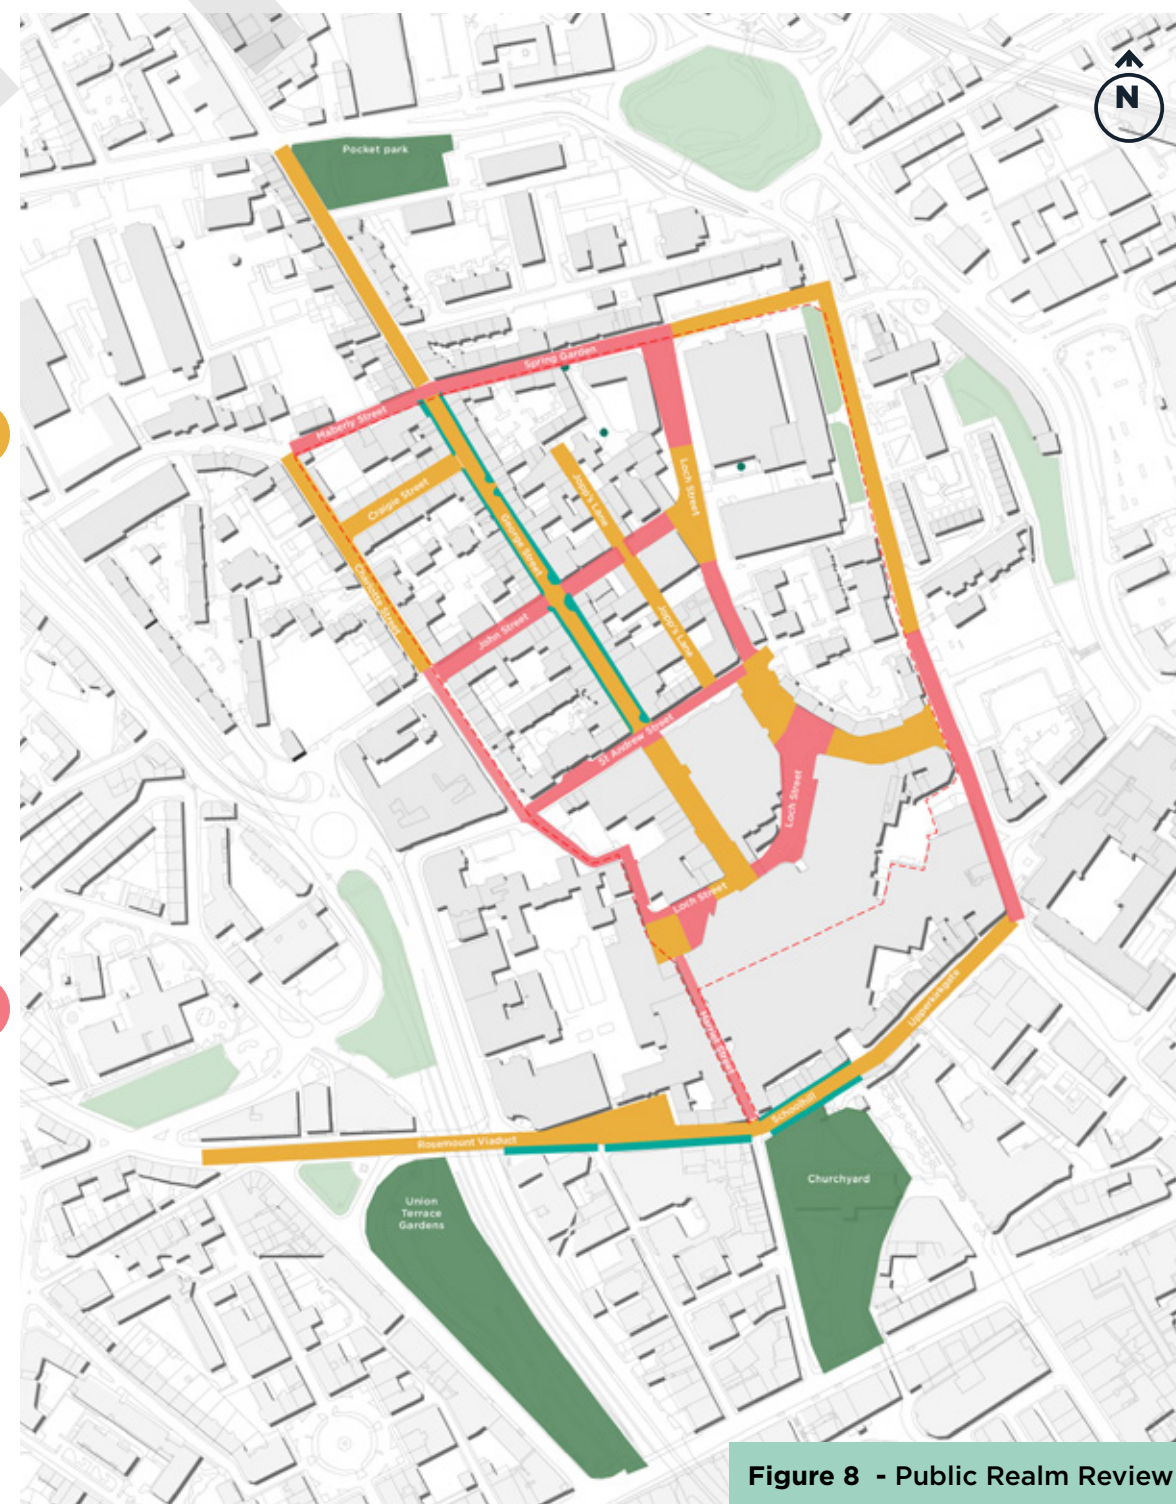 N
Pocket park
Spring Garden
Maberly Street
Craigie Street
Loch Street
Jopp's Lane
George Street
Charlotte Street
John Street
Jopp's Lane
St Andrew Street
Loch Street
Loch Street
Harriet Street
Upperkirkgate
Schoolhill
Rosemount Viaduct
Churchyard
Union
Terrace
Gardens
Figure 8 - Public Realm Review